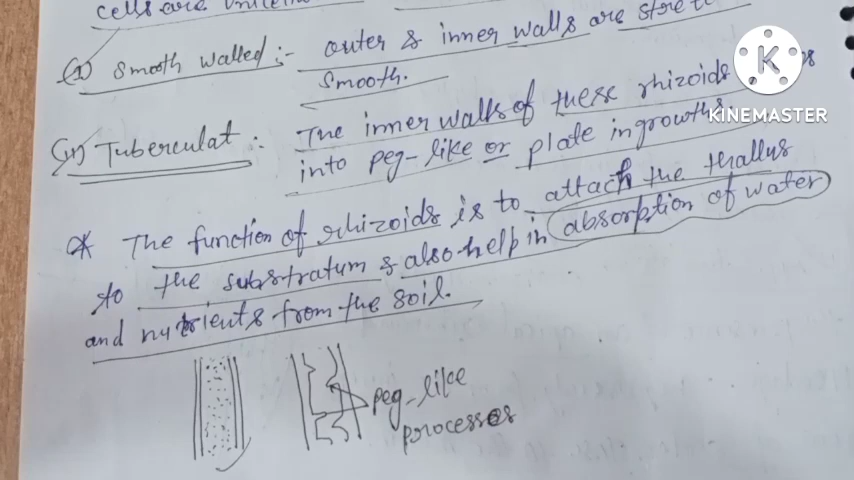 cells are
(i) Smooth walled :- outer & inner walls are
Smooth.
(ii) Tuberculat :- The inner walls of these rhizoids
into peg-like or plate ingrowths.
* The function of rhizoids is to attach the thallus
to the substratum & also help in absorption of water
and nutrients from the soil.
peg-like
processes
K
KINEMASTER